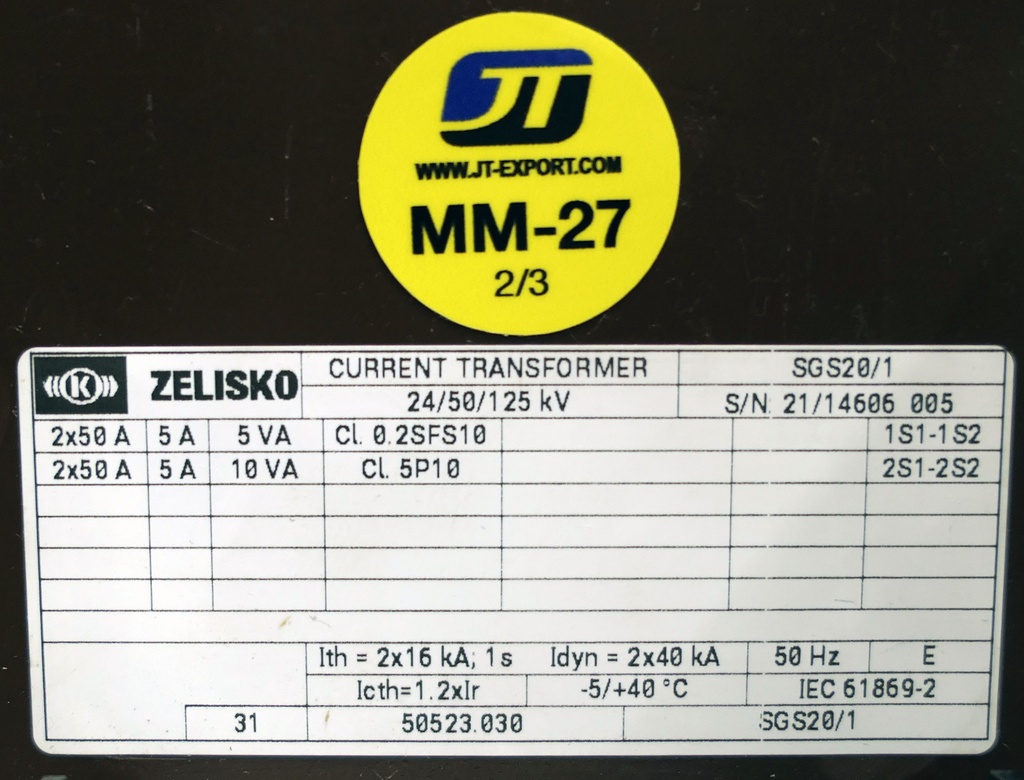 JT
WWW.JT-EXPORT.COM
MM-27
2/3
K ZELISKO CURRENT TRANSFORMER SGS20/1
24/50/125 kV S/N 21/14606 005
2x50 A 5 A 5 VA Cl. 0.2SFS10 1S1-1S2
2x50 A 5 A 10 VA Cl. 5P10 2S1-2S2
Ith = 2x16 kA; 1s Idyn = 2x40 kA 50 Hz E
Icth=1.2xIr -5/+40 °C IEC 61869-2
31 50523.030 SGS20/1